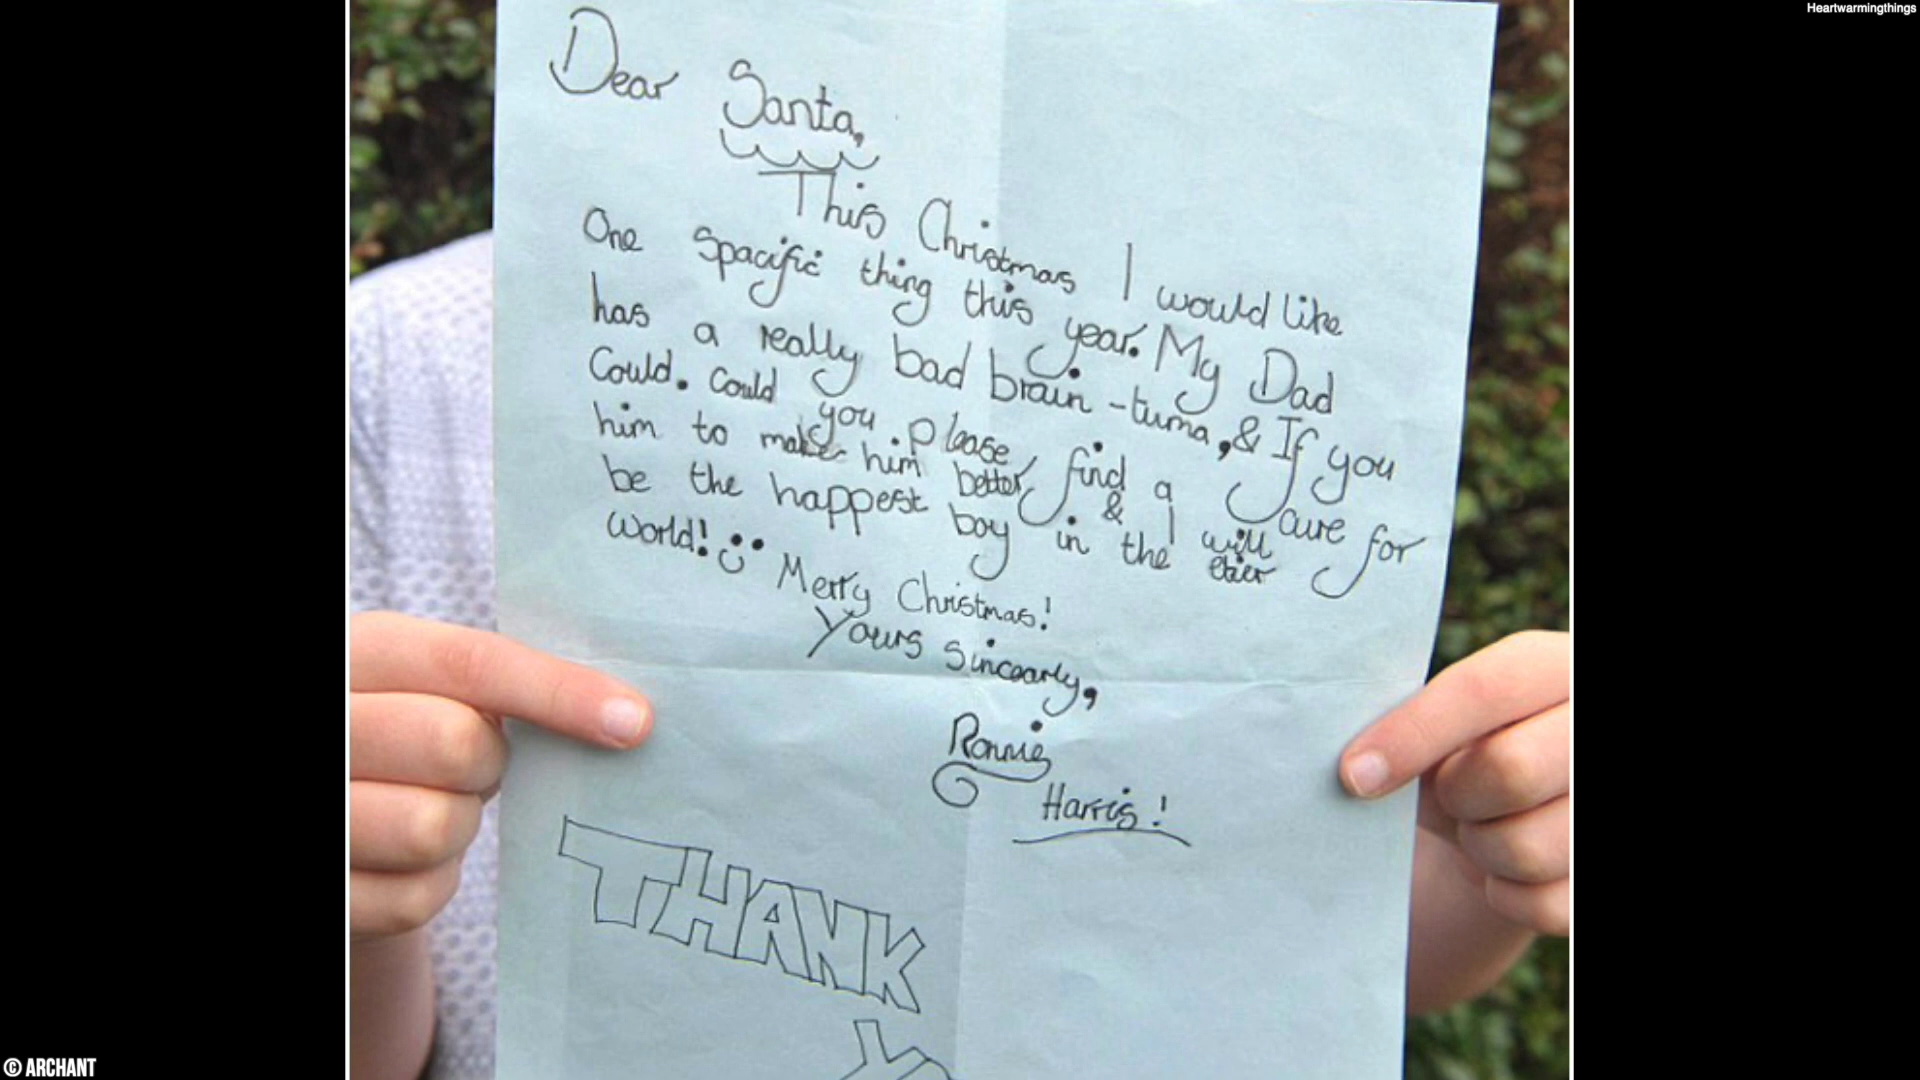 Heartwarmingthings
Dear Santa,
This Christmas I would like
One spacific thing this year. My Dad
has a really bad brain-tuma, & If you
Could. Could you please find a cure for
him to make him better, & I will
be the happest boy in the ever
world! Merry Christmas!
Yours sincearly,
Ronnie
Harris!
THANK
© ARCHANT